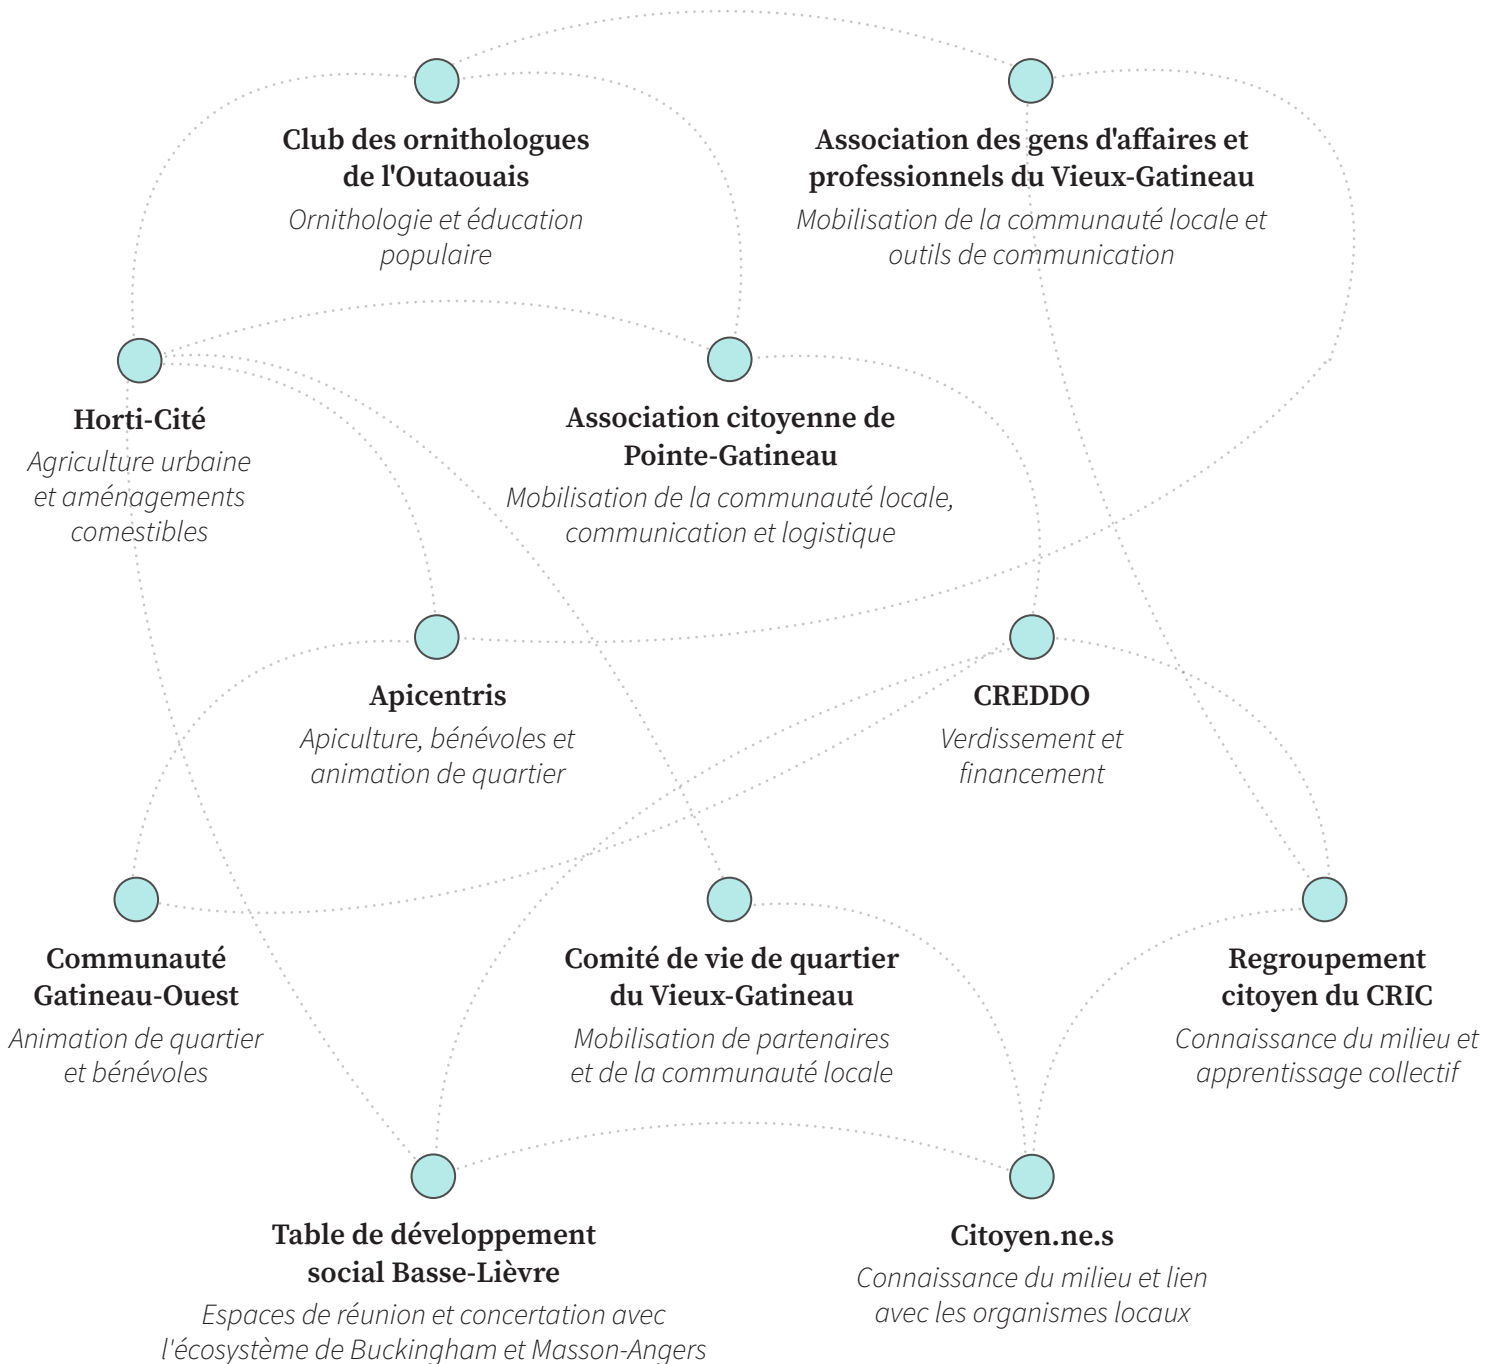 Club des ornithologues
de l'Outaouais
Ornithologie et éducation
populaire
Association des gens d'affaires et
professionnels du Vieux-Gatineau
Mobilisation de la communauté locale et
outils de communication
Horti-Cité
Agriculture urbaine
et aménagements
comestibles
Association citoyenne de
Pointe-Gatineau
Mobilisation de la communauté locale,
communication et logistique
Apicentris
Apiculture, bénévoles et
animation de quartier
CREDDO
Verdissement et
financement
Communauté
Gatineau-Ouest
Animation de quartier
et bénévoles
Comité de vie de quartier
du Vieux-Gatineau
Mobilisation de partenaires
et de la communauté locale
Regroupement
citoyen du CRIC
Connaissance du milieu et
apprentissage collectif
Table de développement
social Basse-Lièvre
Espaces de réunion et concertation avec
l'écosystème de Buckingham et Masson-Angers
Citoyen.ne.s
Connaissance du milieu et lien
avec les organismes locaux